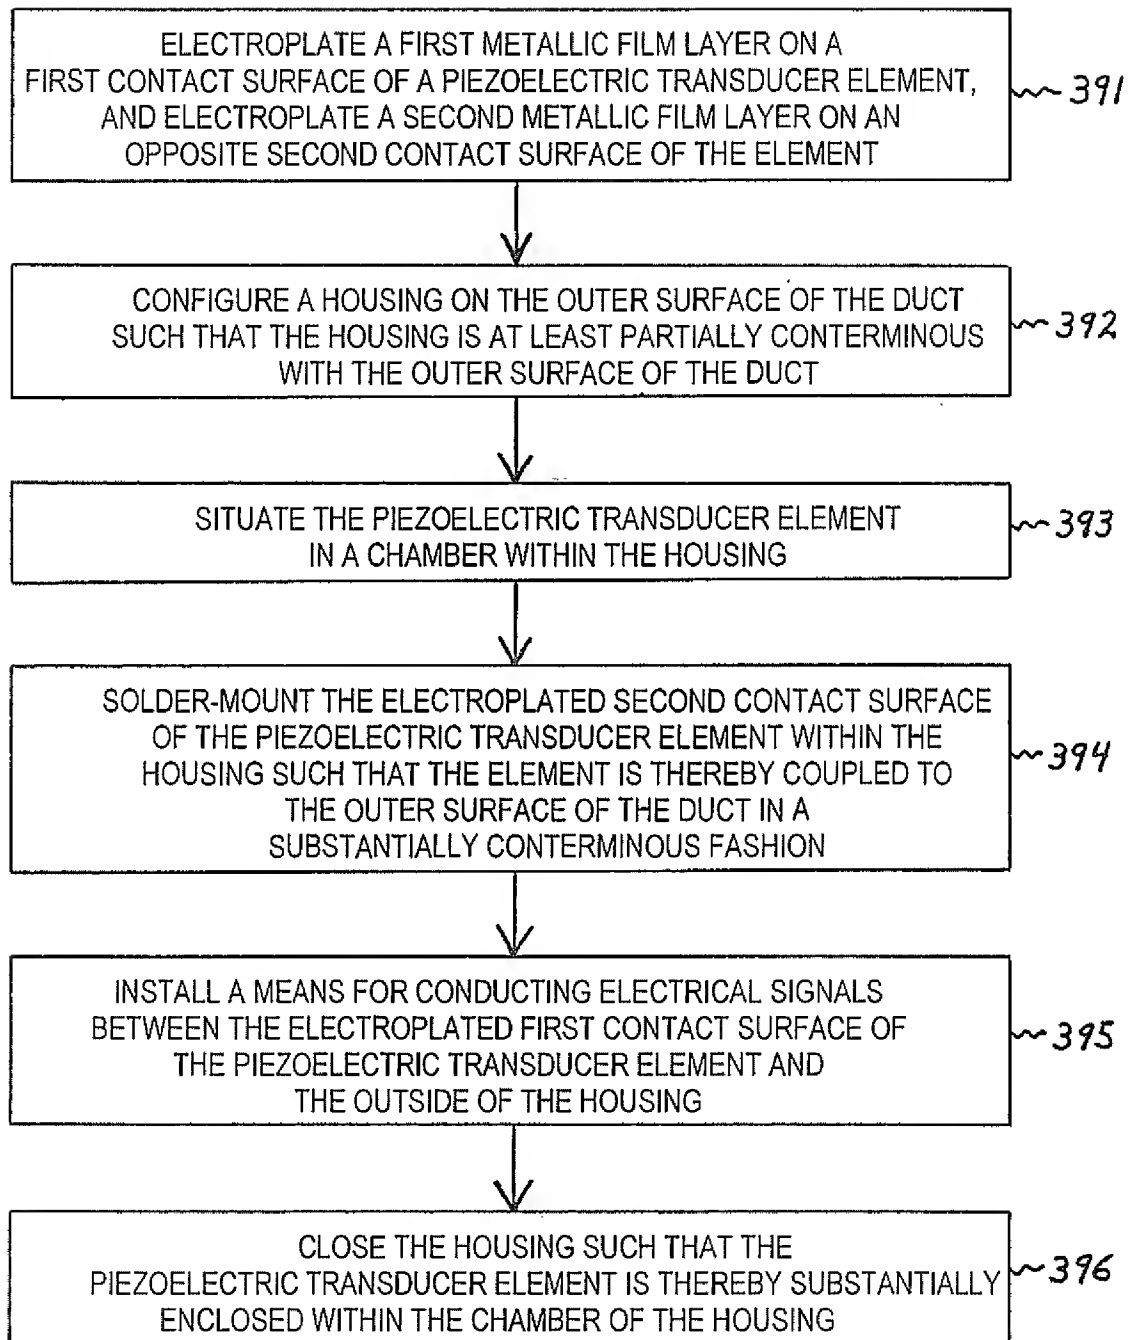 ELECTROPLATE A FIRST METALLIC FILM LAYER ON A
FIRST CONTACT SURFACE OF A PIEZOELECTRIC TRANSDUCER ELEMENT,
AND ELECTROPLATE A SECOND METALLIC FILM LAYER ON AN
OPPOSITE SECOND CONTACT SURFACE OF THE ELEMENT
391
CONFIGURE A HOUSING ON THE OUTER SURFACE OF THE DUCT
SUCH THAT THE HOUSING IS AT LEAST PARTIALLY CONTERMINOUS
WITH THE OUTER SURFACE OF THE DUCT
392
SITUATE THE PIEZOELECTRIC TRANSDUCER ELEMENT
IN A CHAMBER WITHIN THE HOUSING
393
SOLDER-MOUNT THE ELECTROPLATED SECOND CONTACT SURFACE
OF THE PIEZOELECTRIC TRANSDUCER ELEMENT WITHIN THE
HOUSING SUCH THAT THE ELEMENT IS THEREBY COUPLED TO
THE OUTER SURFACE OF THE DUCT IN A
SUBSTANTIALLY CONTERMINOUS FASHION
394
INSTALL A MEANS FOR CONDUCTING ELECTRICAL SIGNALS
BETWEEN THE ELECTROPLATED FIRST CONTACT SURFACE OF
THE PIEZOELECTRIC TRANSDUCER ELEMENT AND
THE OUTSIDE OF THE HOUSING
395
CLOSE THE HOUSING SUCH THAT THE
PIEZOELECTRIC TRANSDUCER ELEMENT IS THEREBY SUBSTANTIALLY
ENCLOSED WITHIN THE CHAMBER OF THE HOUSING
396